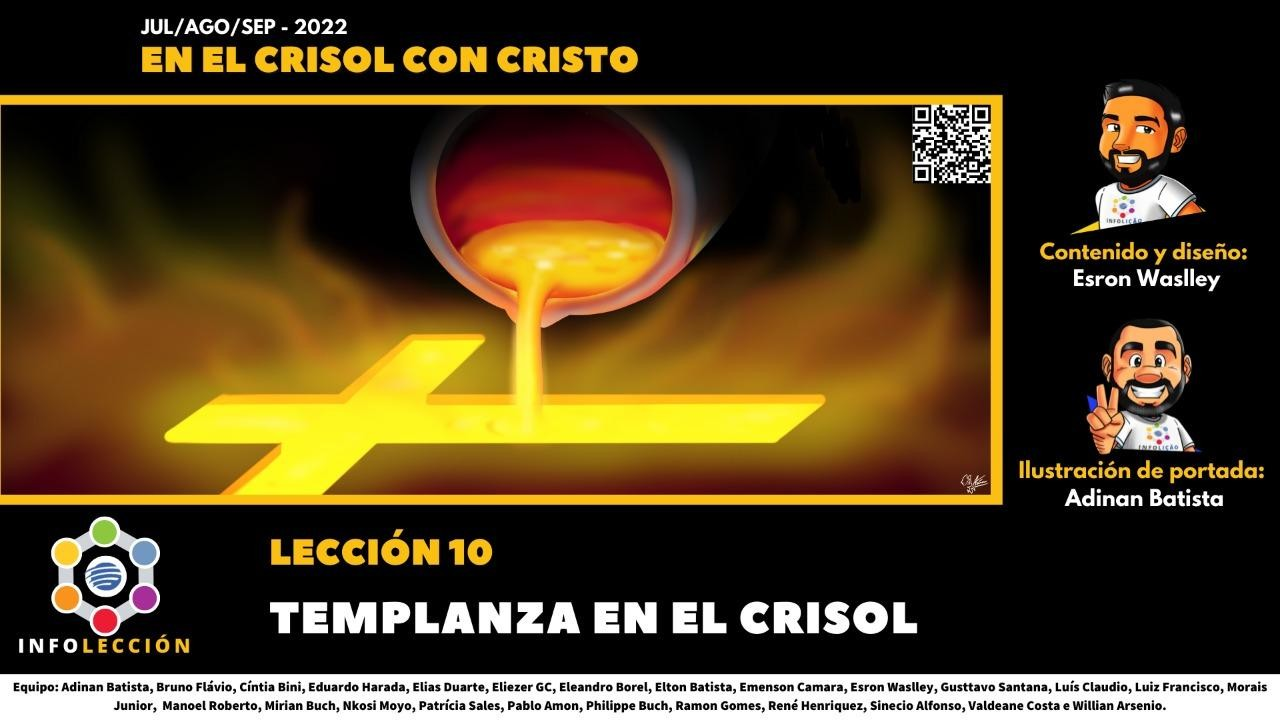 JUL/AGO/SEP - 2022
EN EL CRISOL CON CRISTO
INFOLIÇÃO
Contenido y diseño:
Esron Waslley
INFOLIÇÃO
Ilustración de portada:
Adinan Batista
LECCIÓN 10
TEMPLANZA EN EL CRISOL
INFOLECCIÓN
Equipo: Adinan Batista, Bruno Flávio, Cíntia Bini, Eduardo Harada, Elias Duarte, Eliezer GC, Eleandro Borel, Elton Batista, Emenson Camara, Esron Waslley, Gusttavo Santana, Luís Claudio, Luiz Francisco, Morais
Junior, Manoel Roberto, Mirian Buch, Nkosi Moyo, Patrícia Sales, Pablo Amon, Philippe Buch, Ramon Gomes, René Henriquez, Sinecio Alfonso, Valdeane Costa e Willian Arsenio.